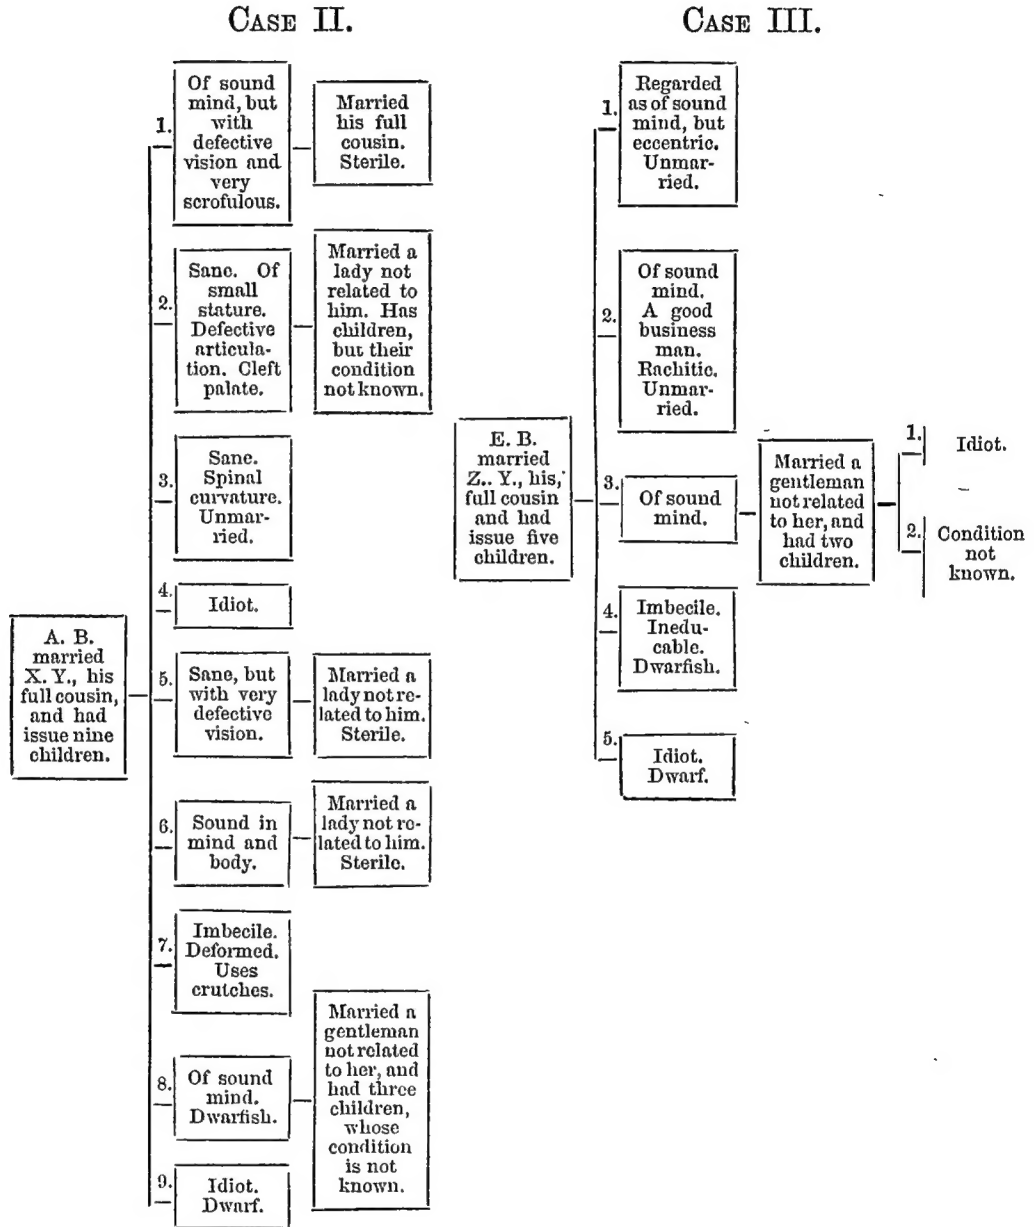 CASE II.
A. B.
married
X. Y., his
full cousin,
and had
issue nine
children.
1.
Of sound
mind, but
with
defective
vision and
very
scrofulous.
Married
his full
cousin.
Sterile.
2.
Sane. Of
small
stature.
Defective
articula-
tion. Cleft
palate.
Married a
lady not
related to
him. Has
children,
but their
condition
not known.
3.
Sane.
Spinal
curvature.
Unmar-
ried.
4.
Idiot.
5.
Sane, but
with very
defective
vision.
Married a
lady not re-
lated to him.
Sterile.
6.
Sound in
mind and
body.
Married a
lady not re-
lated to him.
Sterile.
7.
Imbecile.
Deformed.
Uses
crutches.
8.
Of sound
mind.
Dwarfish.
Married a
gentleman
not related
to her, and
had three
children,
whose
condition
is not
known.
9.
Idiot.
Dwarf.
CASE III.
E. B.
married
Z.. Y., his,
full cousin
and had
issue five
children.
1.
Regarded
as of sound
mind, but
eccentric.
Unmar-
ried.
2.
Of sound
mind.
A good
business
man.
Rachitic.
Unmar-
ried.
3.
Of sound
mind.
Married a
gentleman
not related
to her, and
had two
children.
1.
Idiot.
2.
Condition
not
known.
4.
Imbecile.
Inedu-
cable.
Dwarfish.
5.
Idiot.
Dwarf.